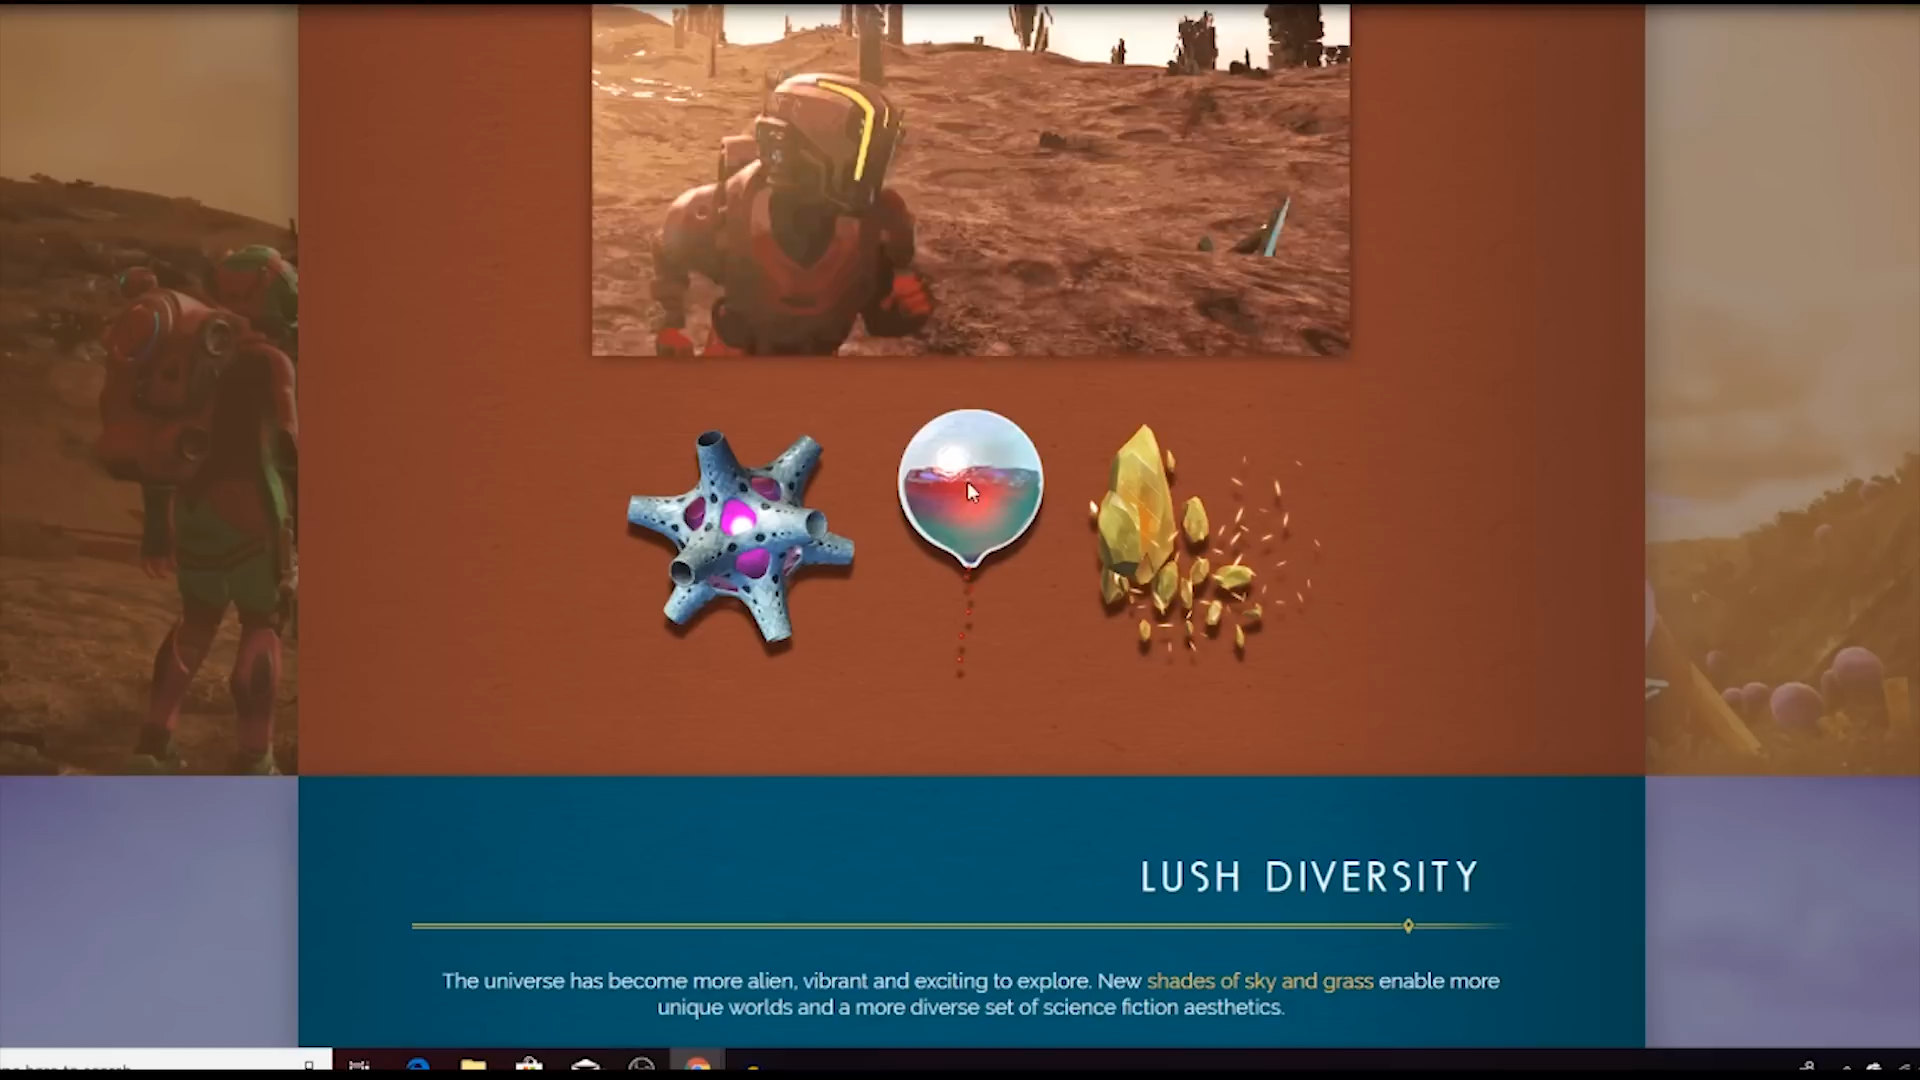 LUSH DIVERSITY
The universe has become more alien, vibrant and exciting to explore. New shades of sky and grass enable more
unique worlds and a more diverse set of science fiction aesthetics.